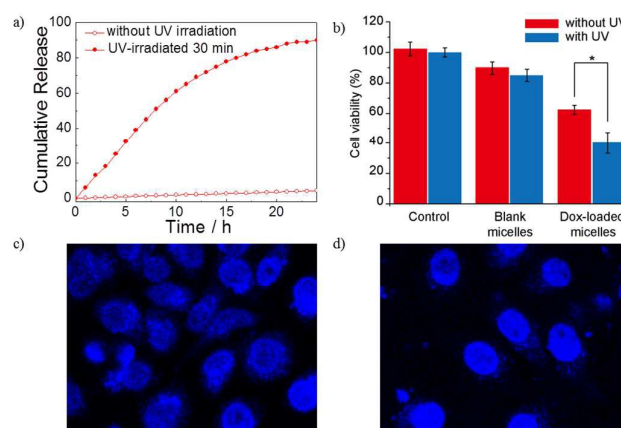 a)
without UV irradiation
UV-irradiated 30 min
Cumulative Release
100
80
60
40
20
0
0
5
10
15
20
Time / h
b)
without UV
with UV
*
Cell viability (%)
120
100
80
60
40
20
0
Control
Blank micelles
Dox-loaded micelles
c)
d)